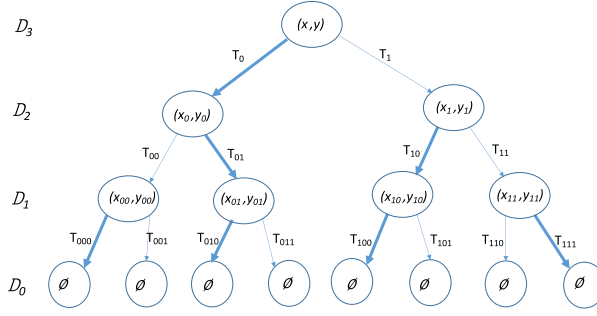 D₃ (x,y)
T₀ T₁
D₂ (x₀,y₀) (x₁,y₁)
T₀₀ T₀₁ T₁₀ T₁₁
D₁ (x₀₀,y₀₀) (x₀₁,y₀₁) (x₁₀,y₁₀) (x₁₁,y₁₁)
T₀₀₀ T₀₀₁ T₀₁₀ T₀₁₁ T₁₀₀ T₁₀₁ T₁₁₀ T₁₁₁
D₀ Ø Ø Ø Ø Ø Ø Ø Ø